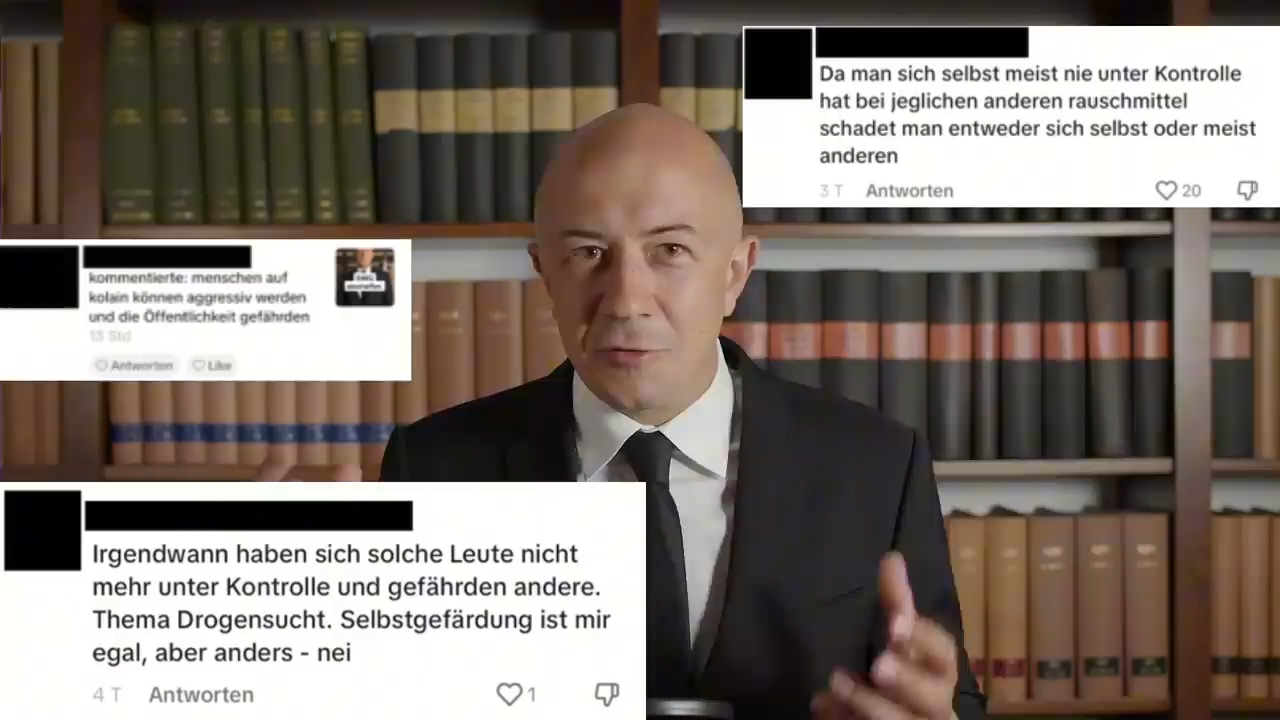 Da man sich selbst meist nie unter Kontrolle
hat bei jeglichen anderen rauschmittel
schadet man entweder sich selbst oder meist
anderen
3 T Antworten 20
kommentierte: menschen auf
kolain können aggressiv werden
und die Öffentlichkeit gefährden
13 Std
Antworten Like
Irgendwann haben sich solche Leute nicht
mehr unter Kontrolle und gefährden andere.
Thema Drogensucht. Selbstgefärdung ist mir
egal, aber anders - nei
4 T Antworten 1